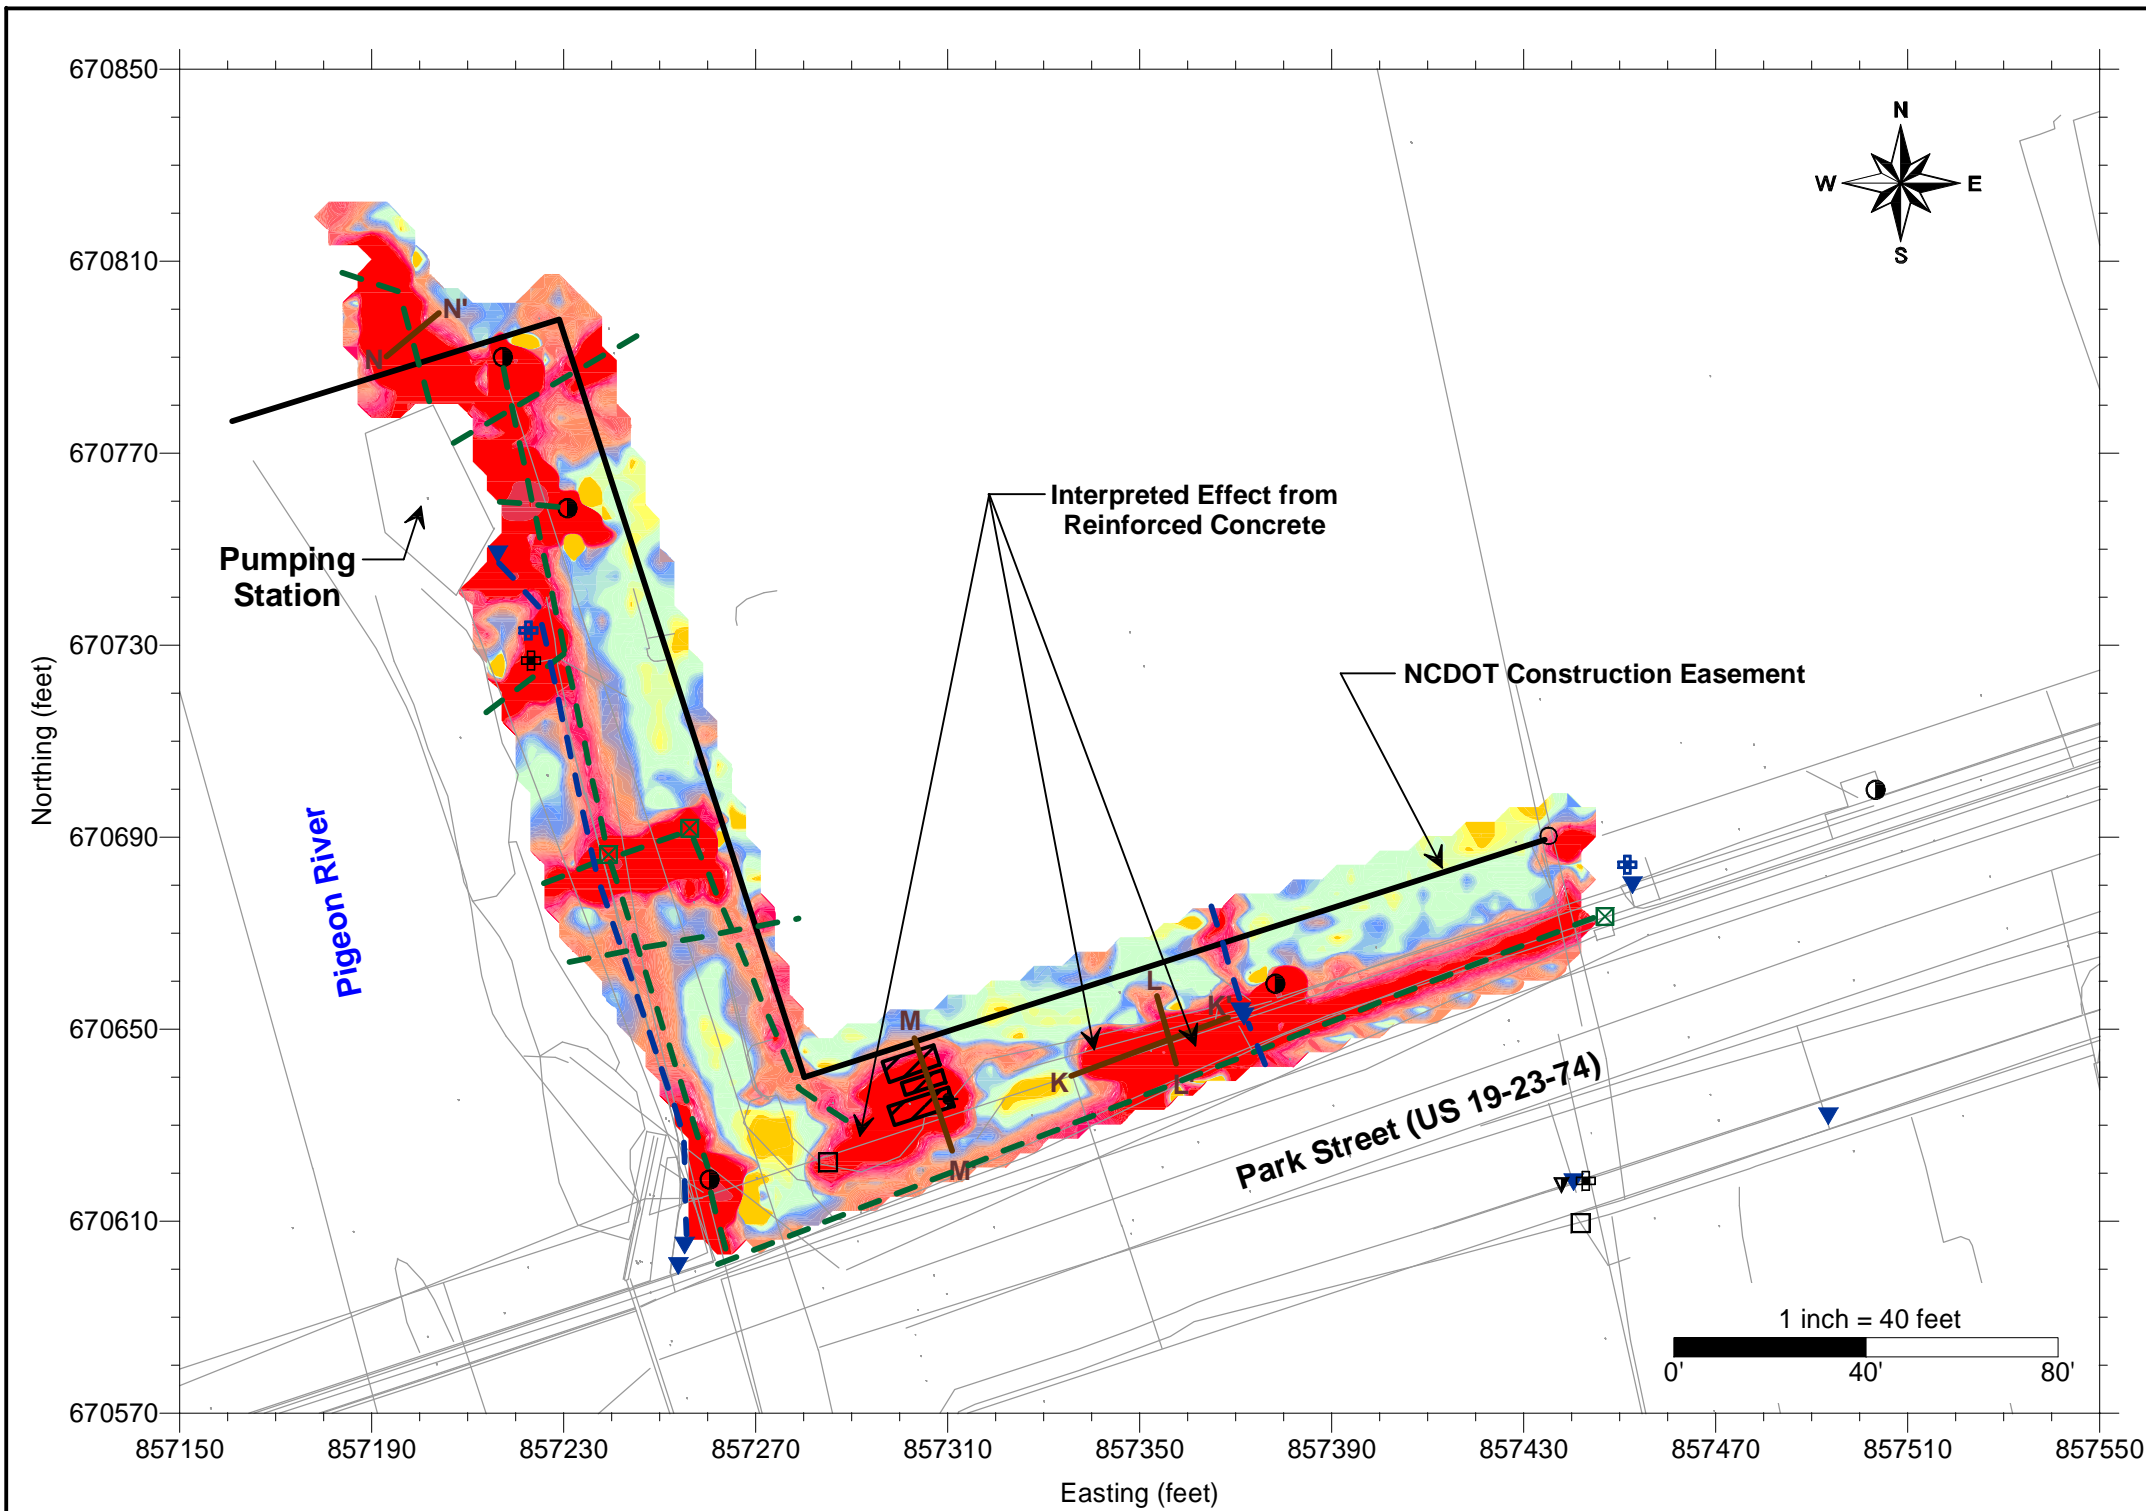 670850
670810
670770
670730
670690
670650
670610
670570
Northing (feet)
N
W
E
S
N'
N
Interpreted Effect from
Reinforced Concrete
Pumping
Station
NCDOT Construction Easement
Pigeon River
L
K'
M
K
L'
M'
Park Street (US 19-23-74)
1 inch = 40 feet
0'
40'
80'
857150
857190
857230
857270
857310
857350
857390
857430
857470
857510
857550
Easting (feet)